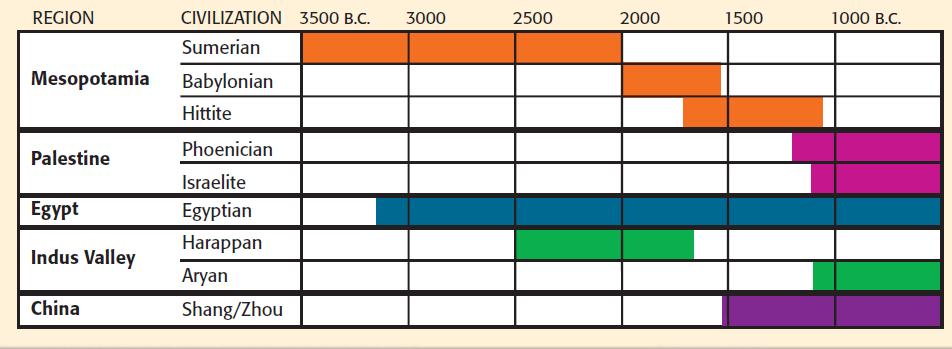 REGION CIVILIZATION 3500 B.C. 3000 2500 2000 1500 1000 B.C.
Mesopotamia
Sumerian
Babylonian
Hittite
Palestine
Phoenician
Israelite
Egypt
Egyptian
Indus Valley
Harappan
Aryan
China
Shang/Zhou